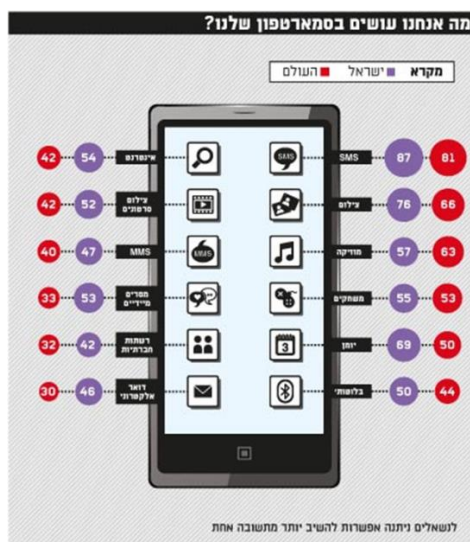 מה אנחנו עושים בסמארטפון שלנו?
מקרא ישראל העולם
81 87 SMS SMS
אינטרנט 54 42
66 76 צילום
צילום סרטים 52 42
63 57 מוזיקה
MMS MMS 47 40
53 55 משחקים
מסרים מיידיים 53 33
50 69 יומן 3
רשתות חברתיות 42 32
44 50 בלוטות'
דואר אלקטרוני 46 30
לנשאלים ניתנה אפשרות להשיב יותר מתשובה אחת